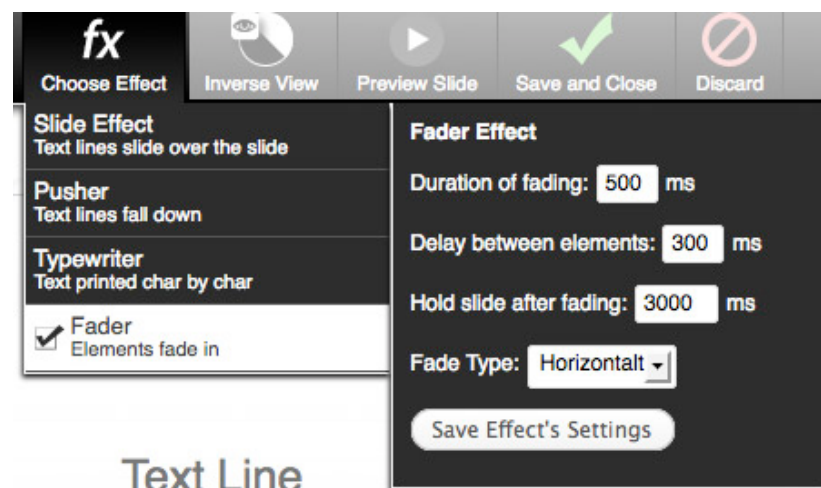 fx
Choose Effect
Inverse View
Preview Slide
Save and Close
Discard
Slide Effect
Text lines slide over the slide
Pusher
Text lines fall down
Typewriter
Text printed char by char
Fader
Elements fade in
Fader Effect
Duration of fading: 500 ms
Delay between elements: 300 ms
Hold slide after fading: 3000 ms
Fade Type: Horizontalt
Save Effect's Settings
Text Line